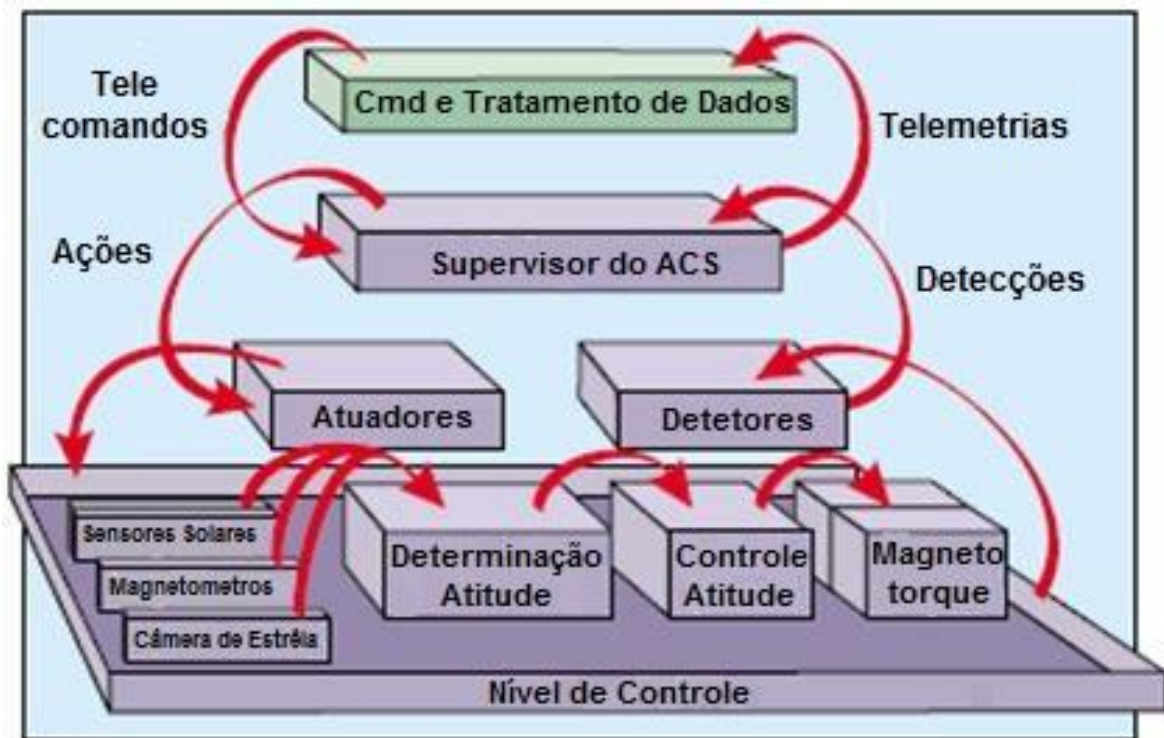 Cmd e Tratamento de Dados
Tele
comandos
Telemetrias
Ações
Supervisor do ACS
Detecções
Atuadores
Detetores
Sensores Solares
Magnetometros
Câmera de Estrêla
Determinação
Atitude
Controle
Atitude
Magneto
torque
Nível de Controle